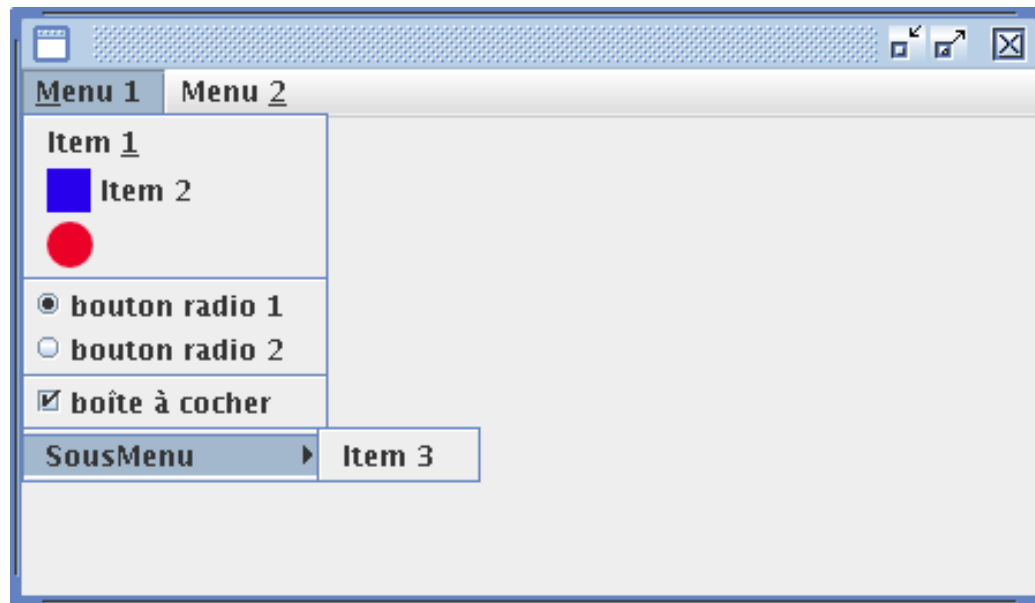 Menu 1 Menu 2
Item 1
Item 2
bouton radio 1
bouton radio 2
boîte à cocher
SousMenu Item 3